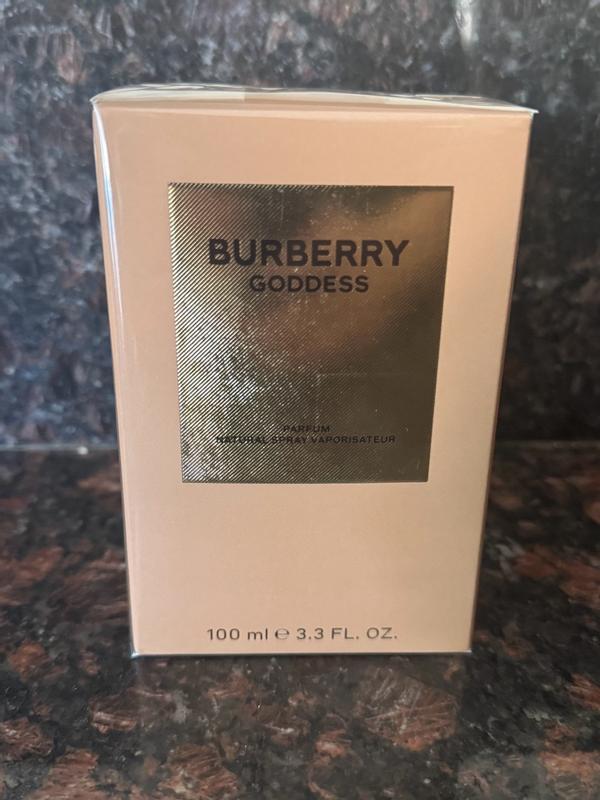 BURBERRY
GODDESS
PARFUM
NATURAL SPRAY VAPORISATEUR
100 ml ℮ 3.3 FL. OZ.